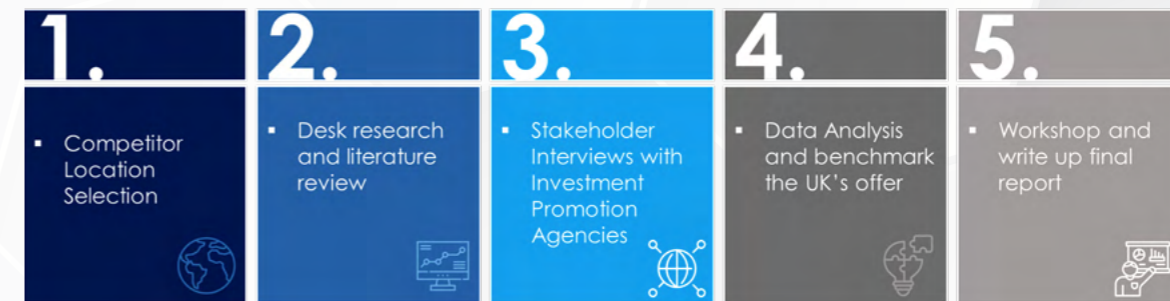 1.
▪ Competitor
Location
Selection
2.
▪ Desk research
and literature
review
3.
▪ Stakeholder
Interviews with
Investment
Promotion
Agencies
4.
▪ Data Analysis
and benchmark
the UK's offer
5.
▪ Workshop and
write up final
report